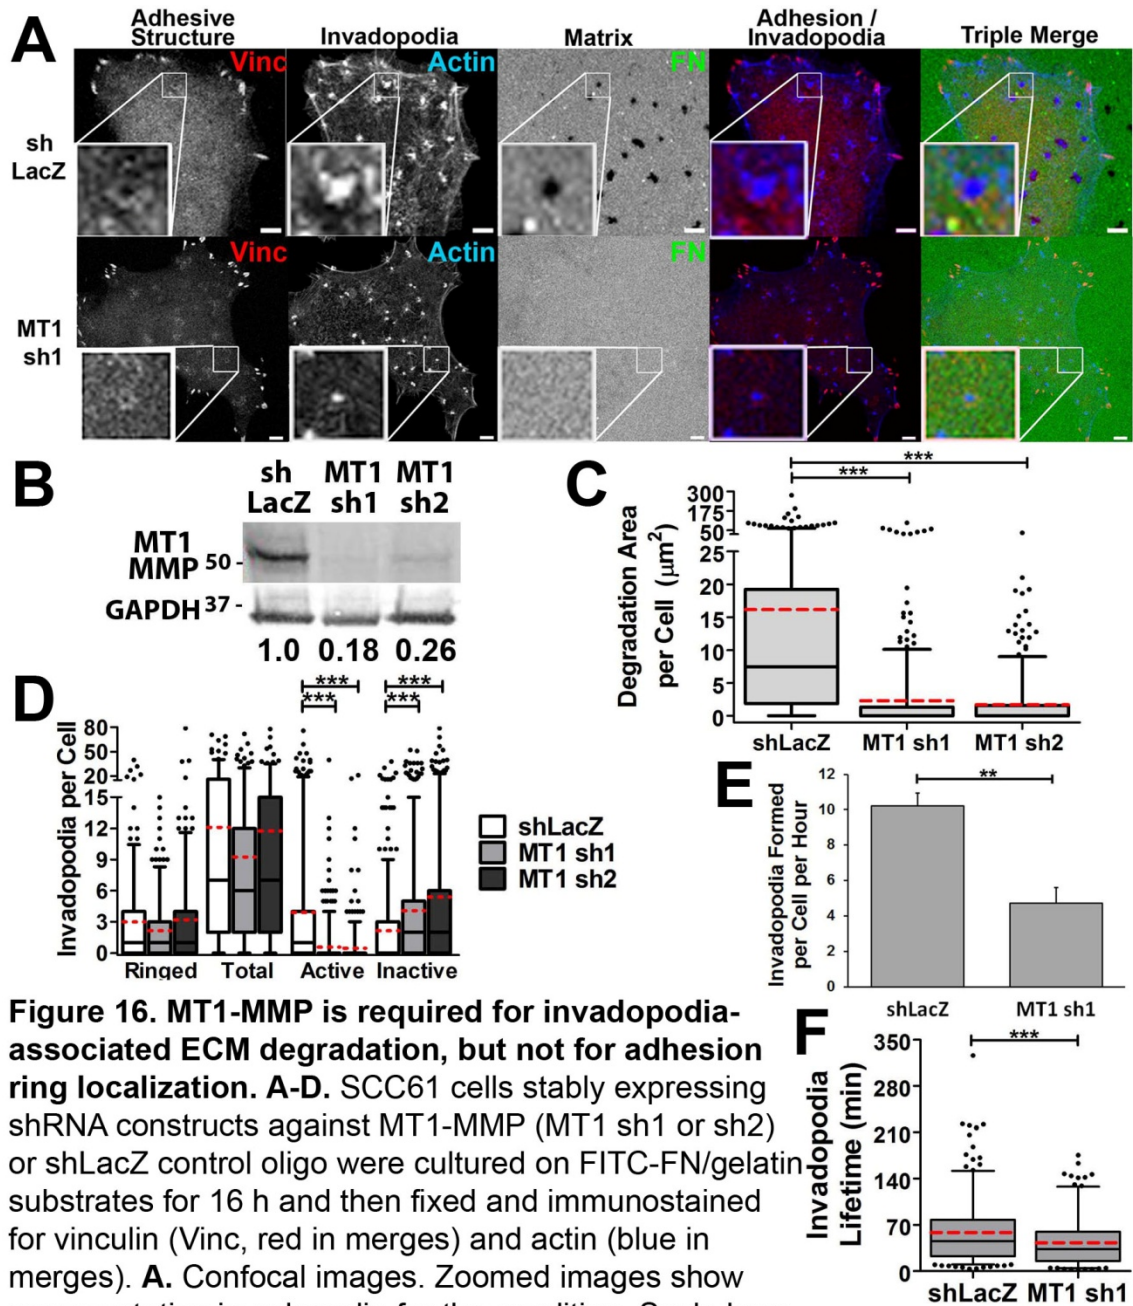 A
Adhesive
Structure
Invadopodia
Matrix
Adhesion /
Invadopodia
Triple Merge
sh
LacZ
Vinc
Actin
FN
MT1
sh1
Vinc
Actin
FN
B
sh
LacZ
MT1
sh1
MT1
sh2
MT1
MMP
50 -
GAPDH
37 -
1.0 0.18 0.26
C
***
***
Degradation Area
per Cell (µm²)
300
175
50
25
20
15
10
5
0
shLacZ MT1 sh1 MT1 sh2
D
*** ***
*** ***
Invadopodia per Cell
80
50
20
15
12
9
6
3
0
Ringed Total Active Inactive
shLacZ
MT1 sh1
MT1 sh2
E
**
Invadopodia Formed
per Cell per Hour
12
10
8
6
4
2
0
shLacZ MT1 sh1
F
***
Invadopodia
Lifetime (min)
350
280
210
140
70
0
shLacZ MT1 sh1
Figure 16. MT1-MMP is required for invadopodia-
associated ECM degradation, but not for adhesion
ring localization. A-D. SCC61 cells stably expressing
shRNA constructs against MT1-MMP (MT1 sh1 or sh2)
or shLacZ control oligo were cultured on FITC-FN/gelatin
substrates for 16 h and then fixed and immunostained
for vinculin (Vinc, red in merges) and actin (blue in
merges). A. Confocal images. Zoomed images show